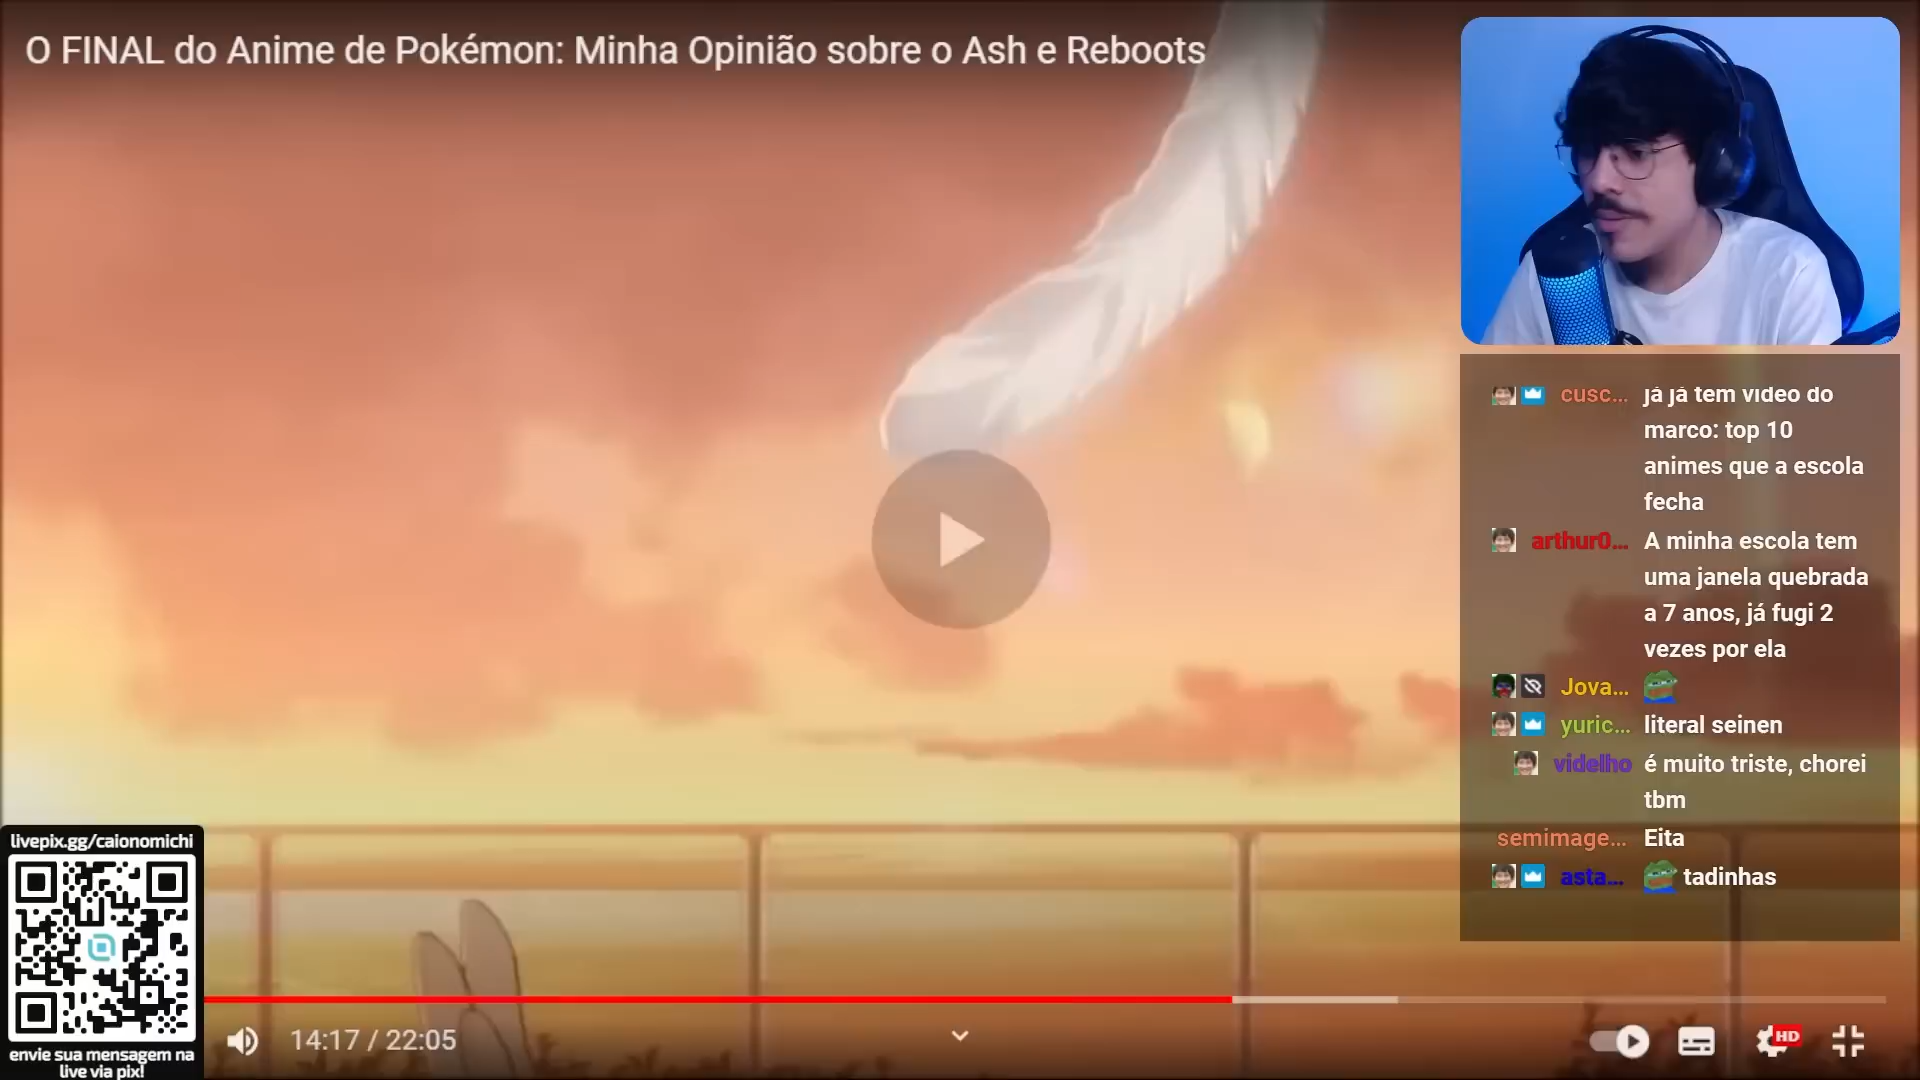 O FINAL do Anime de Pokémon: Minha Opinião sobre o Ash e Reboots
cusc... já já tem vídeo do
marco: top 10
animes que a escola
fecha
arthur0... A minha escola tem
uma janela quebrada
a 7 anos, já fugi 2
vezes por ela
Jova...
yuric... literal seinen
videlho é muito triste, chorei
tbm
semimage... Eita
asta... tadinhas
livepix.gg/caionomichi
envie sua mensagem na
live via pix!
14:17 / 22:05
HD